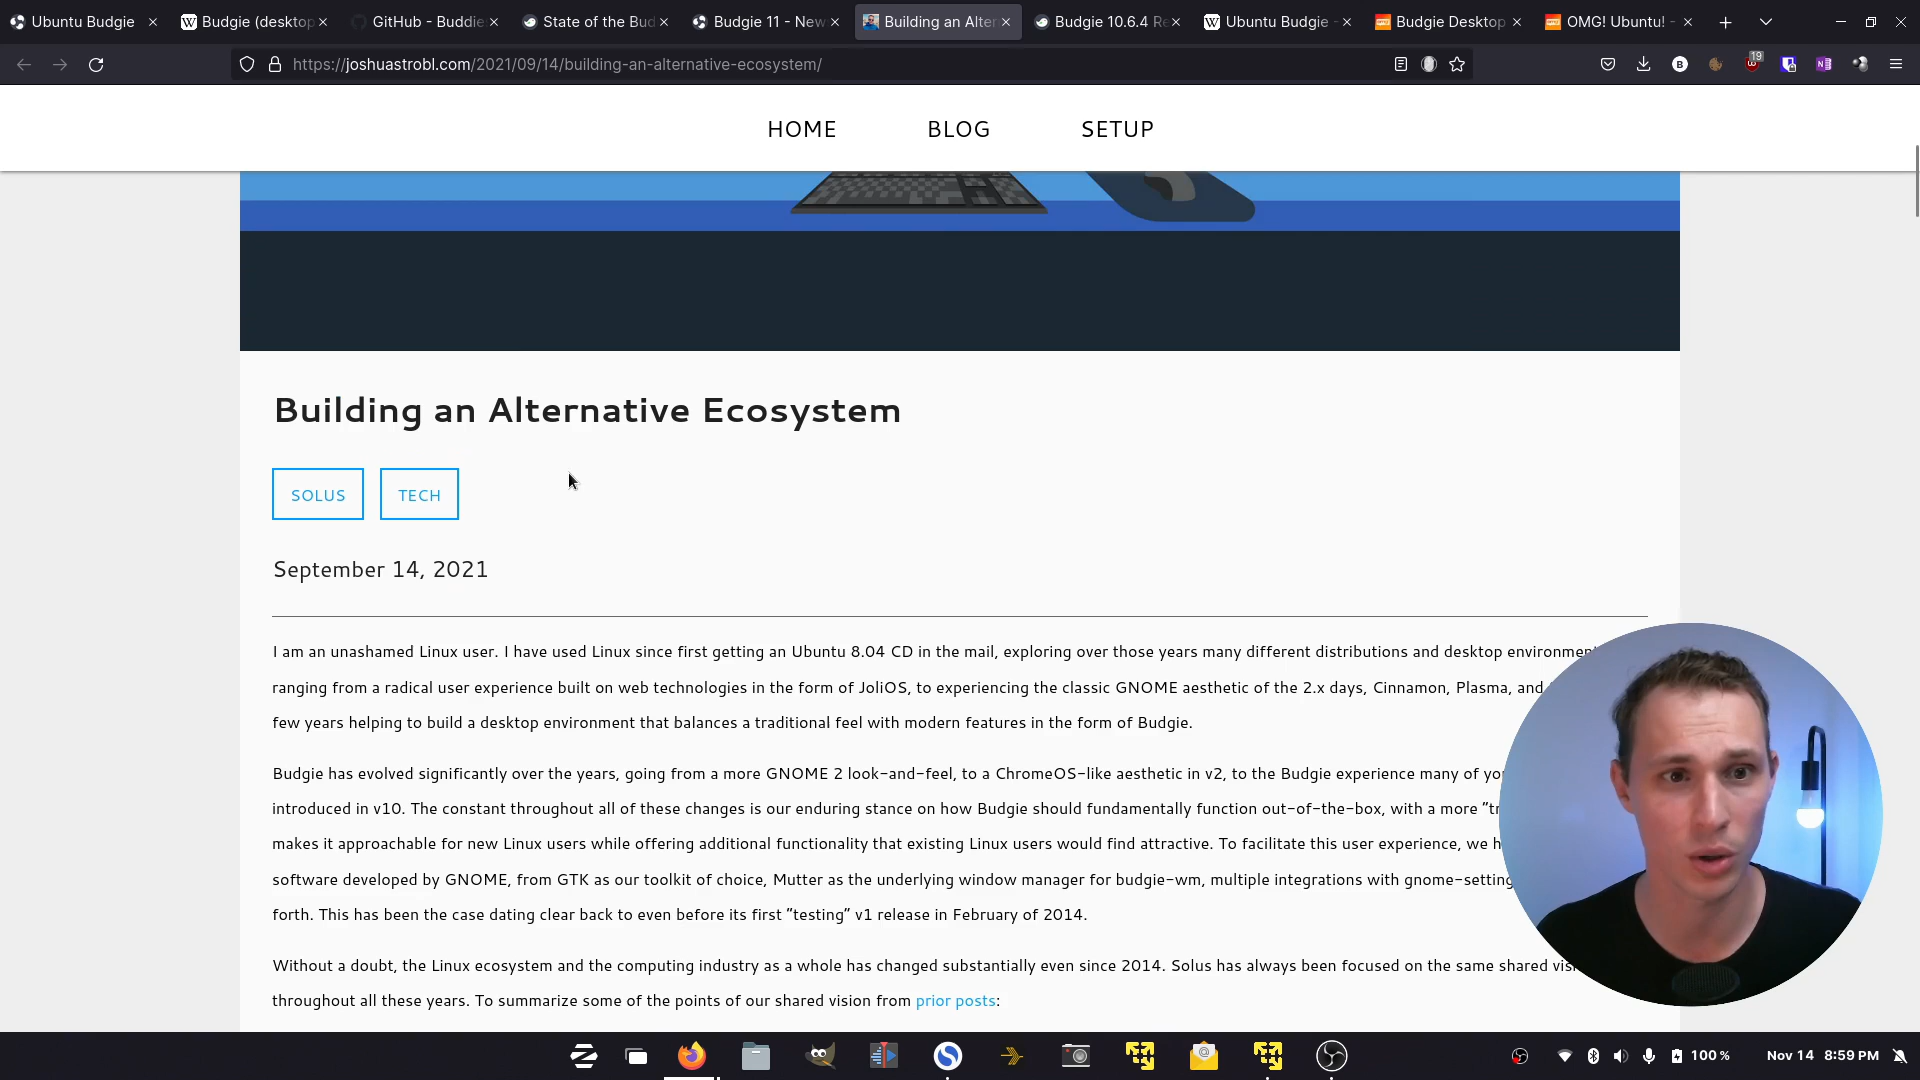 Ubuntu Budgie
Budgie (desktop
GitHub - Buddie
State of the Bud
Budgie 11 - New
Building an Alter
Budgie 10.6.4 Re
Ubuntu Budgie -
Budgie Desktop
OMG! Ubuntu! -
https://joshuastrobl.com/2021/09/14/building-an-alternative-ecosystem/
19
HOME
BLOG
SETUP
Building an Alternative Ecosystem
SOLUS
TECH
September 14, 2021
I am an unashamed Linux user. I have used Linux since first getting an Ubuntu 8.04 CD in the mail, exploring over those years many different distributions and desktop environment
ranging from a radical user experience built on web technologies in the form of JoliOS, to experiencing the classic GNOME aesthetic of the 2.x days, Cinnamon, Plasma, and
few years helping to build a desktop environment that balances a traditional feel with modern features in the form of Budgie.
Budgie has evolved significantly over the years, going from a more GNOME 2 look-and-feel, to a ChromeOS-like aesthetic in v2, to the Budgie experience many of yo
introduced in v10. The constant throughout all of these changes is our enduring stance on how Budgie should fundamentally function out-of-the-box, with a more "tr
makes it approachable for new Linux users while offering additional functionality that existing Linux users would find attractive. To facilitate this user experience, we h
software developed by GNOME, from GTK as our toolkit of choice, Mutter as the underlying window manager for budgie-wm, multiple integrations with gnome-setting
forth. This has been the case dating clear back to even before its first "testing" v1 release in February of 2014.
Without a doubt, the Linux ecosystem and the computing industry as a whole has changed substantially even since 2014. Solus has always been focused on the same shared visi
throughout all these years. To summarize some of the points of our shared vision from prior posts:
100 %
Nov 14 8:59 PM